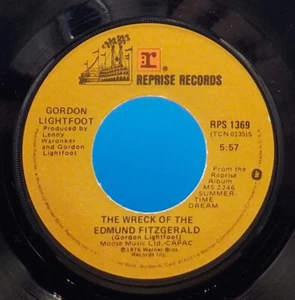 r
REPRISE RECORDS
GORDON
LIGHTFOOT
Produced by
Lenny
Waronker
and Gordon
Lightfoot
RPS 1369
(TCN 0135)S
5:57
From the
Reprise
Album
MS 2246
SUMMER-
TIME
DREAM
THE WRECK OF THE
EDMUND FITZGERALD
(Gordon Lightfoot)
Moose Music Ltd.-CAPAC
©1976 Warner Bros.
Records Inc.